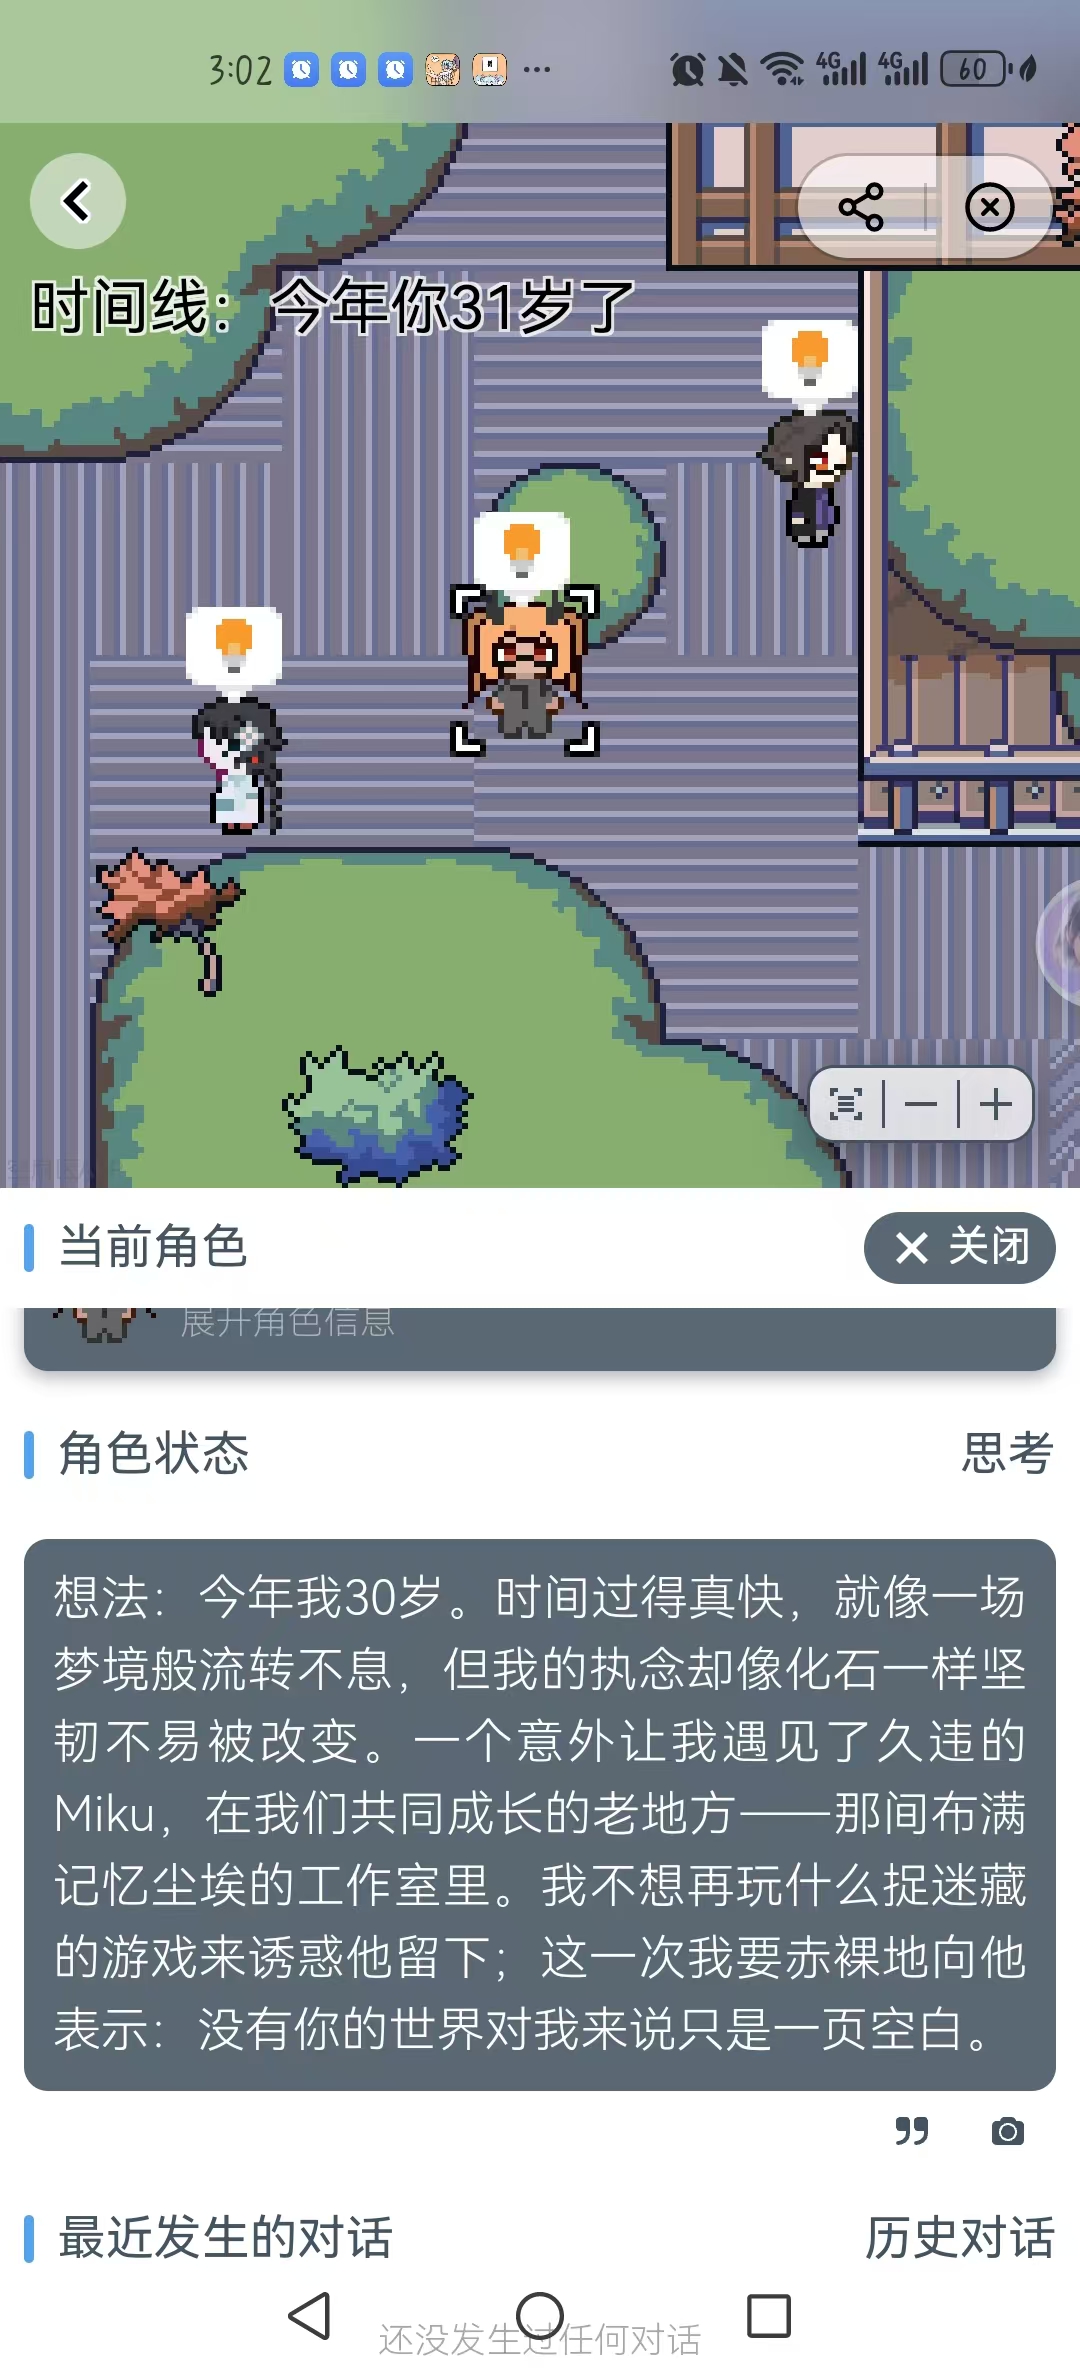 3:02
4G
4G
60
时间线：今年你31岁了
当前角色
关闭
展开角色信息
角色状态
思考
想法：今年我30岁。时间过得真快，就像一场
梦境般流转不息，但我的执念却像化石一样坚
韧不易被改变。一个意外让我遇见了久违的
Miku，在我们共同成长的老地方——那间布满
记忆尘埃的工作室里。我不想再玩什么捉迷藏
的游戏来诱惑他留下；这一次我要赤裸地向他
表示：没有你的世界对我来说只是一页空白。
最近发生的对话
历史对话
还没发生过任何对话